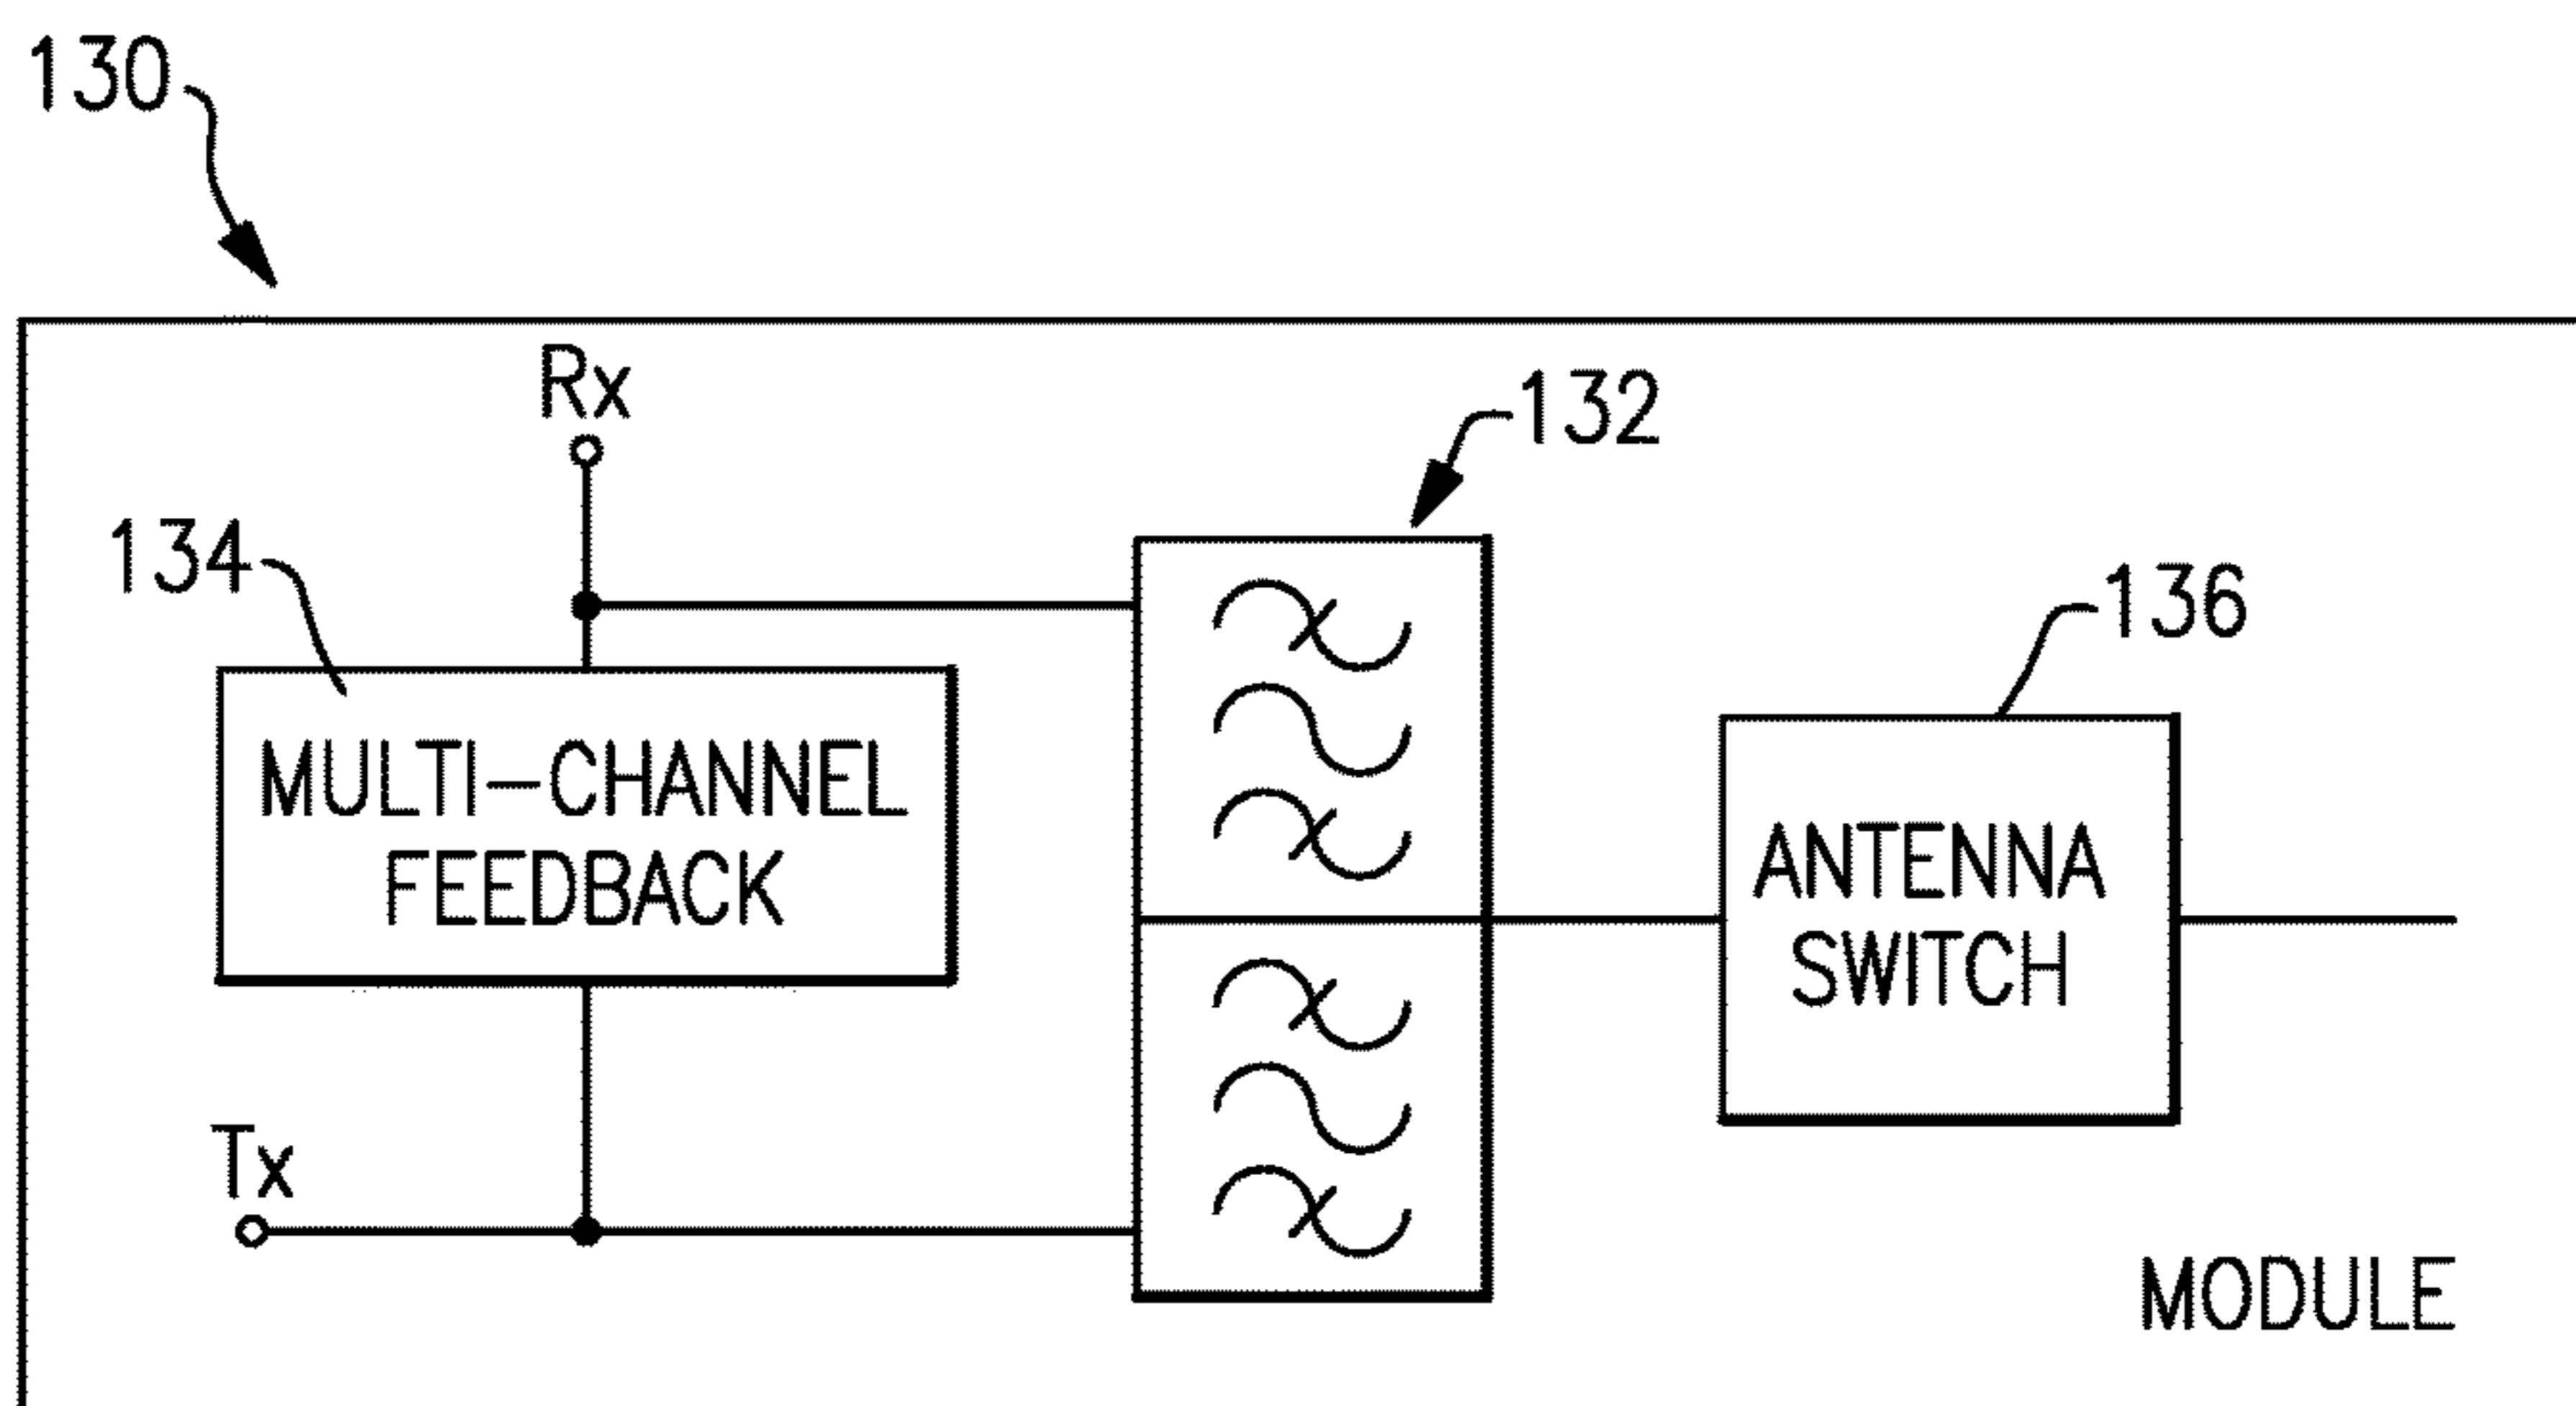 130
Rx
132
134
136
MULTI-CHANNEL
FEEDBACK
ANTENNA
SWITCH
Tx
MODULE